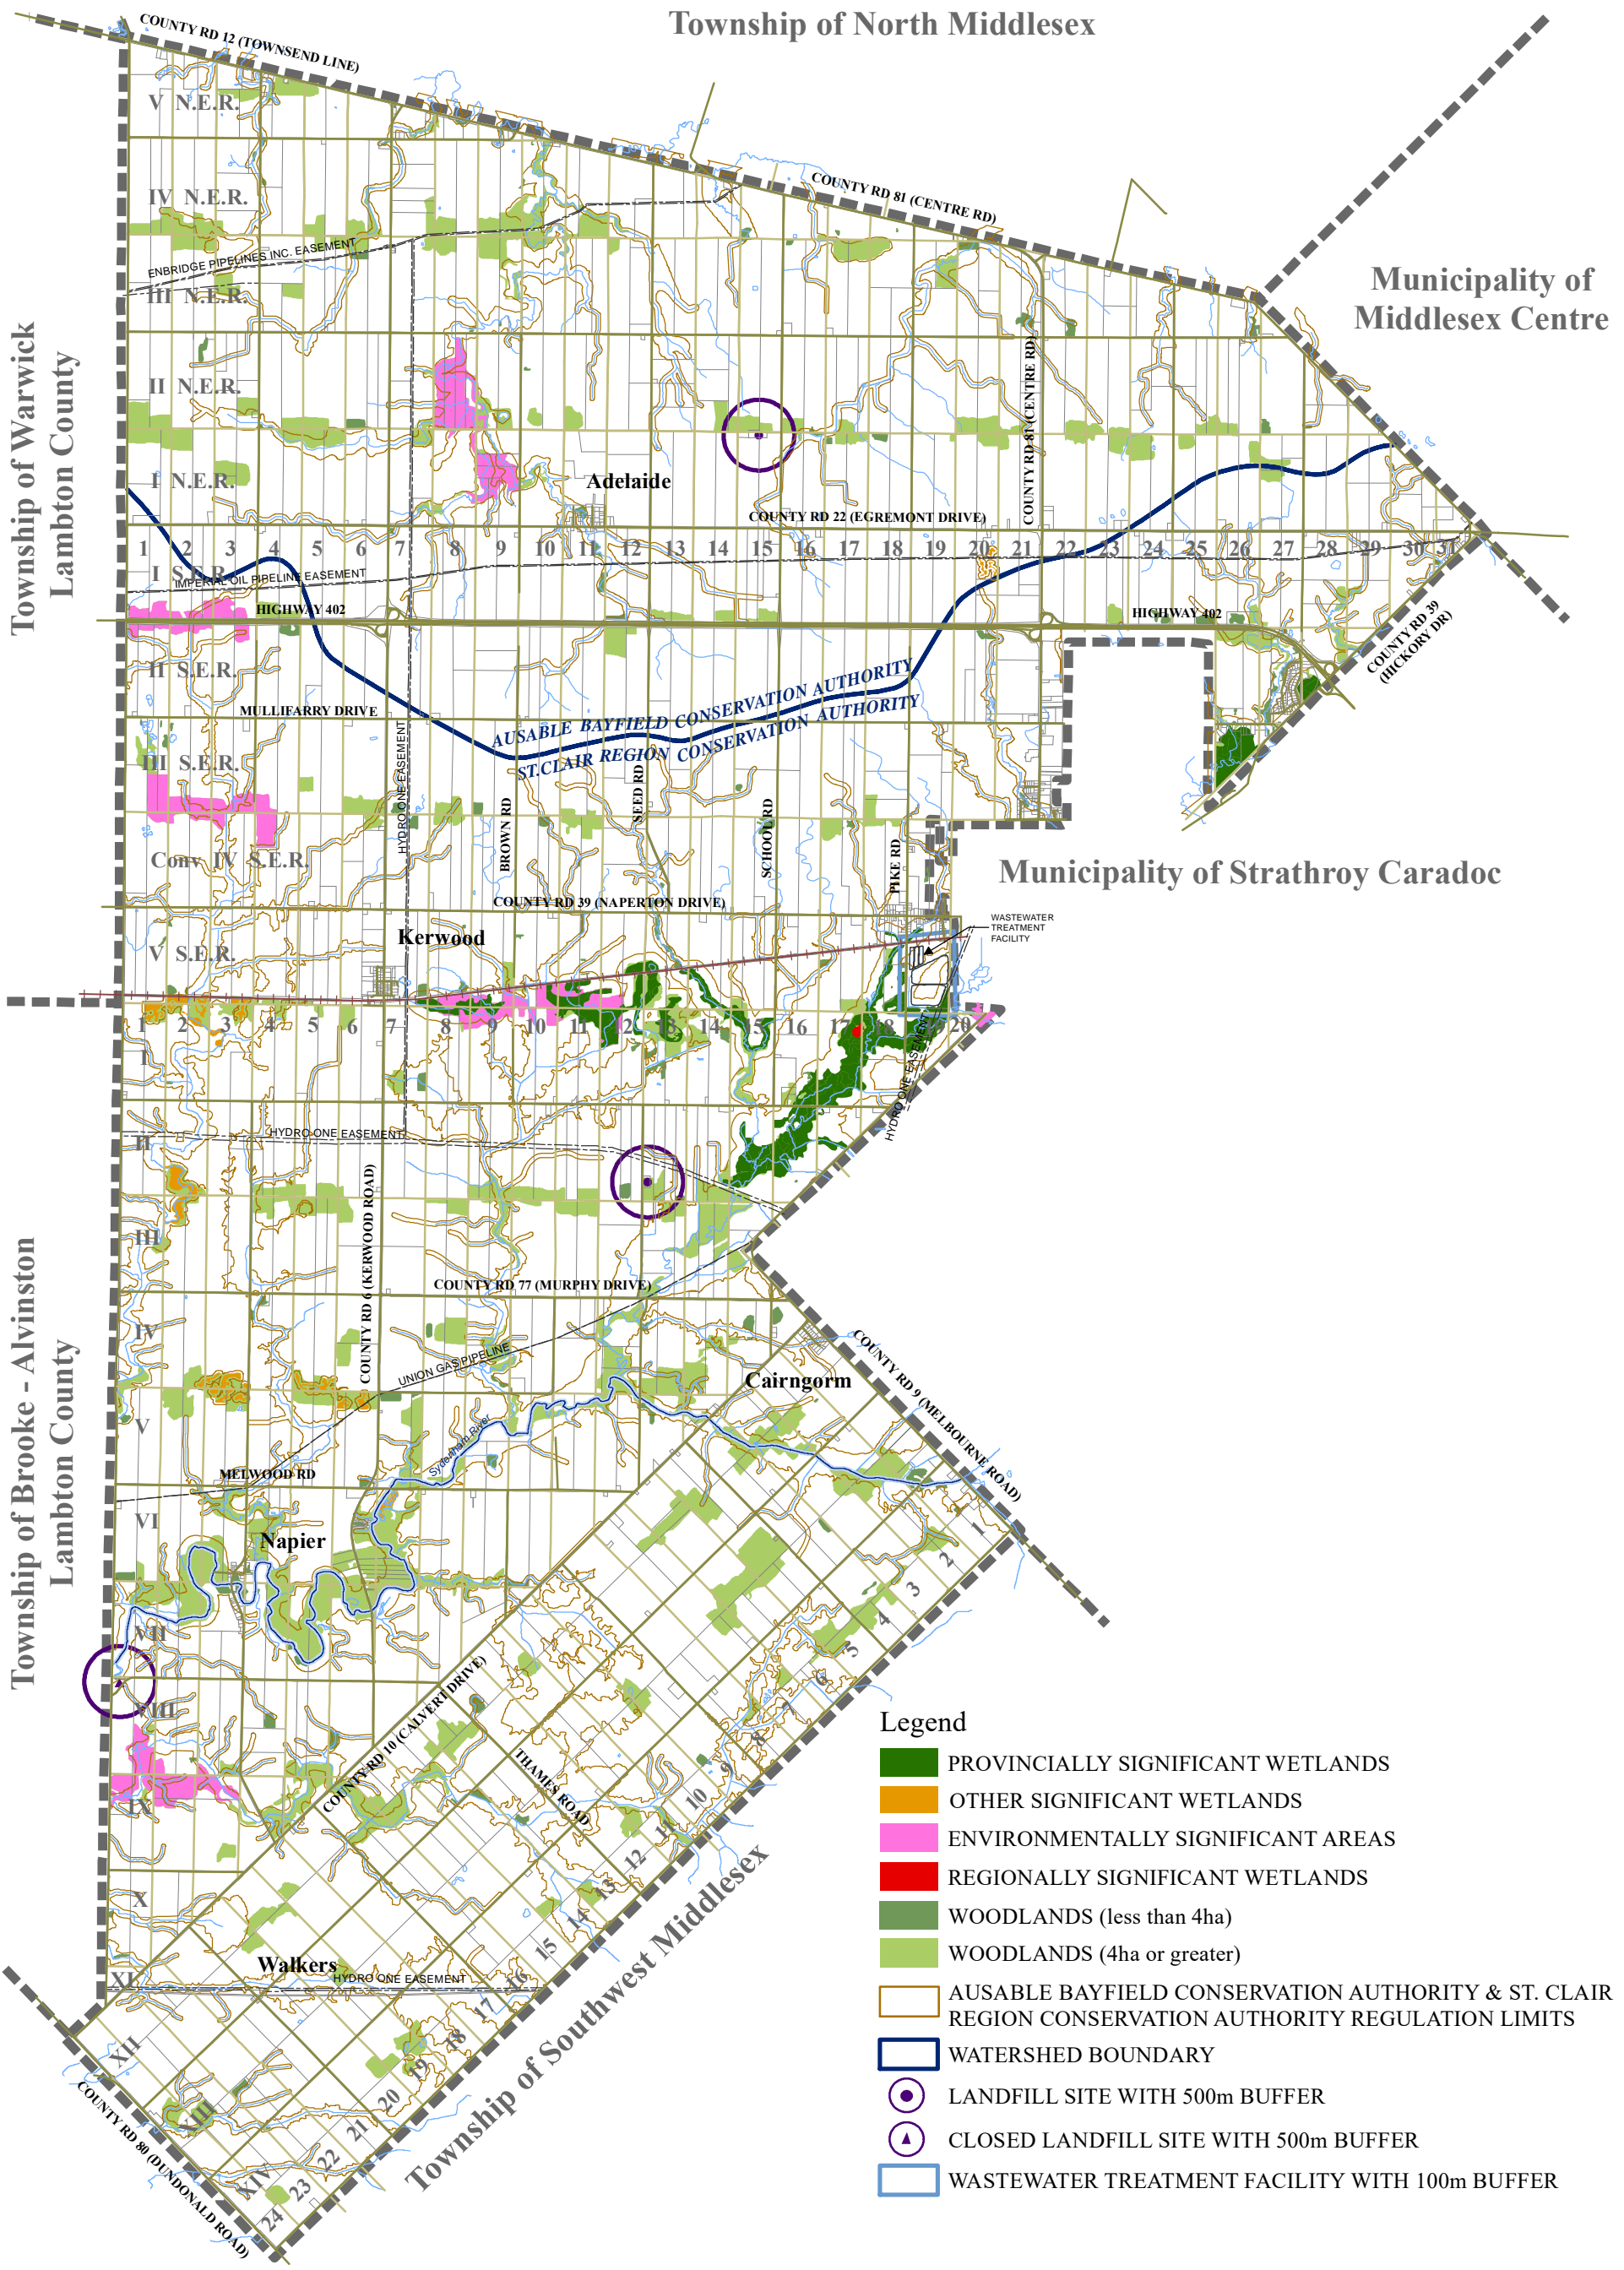 Township of North Middlesex
COUNTY RD 12 (TOWNSEND LINE)
V N.E.R.
COUNTY RD 81 (CENTRE RD)
IV N.E.R.
ENBRIDGE PIPELINES INC. EASEMENT
III N.E.R.
Municipality of
Middlesex Centre
Township of Warwick
Lambton County
COUNTY RD 81 (CENTRE RD)
II N.E.R.
I N.E.R.
Adelaide
COUNTY RD 22 (EGREMONT DRIVE)
1 2 3 4 5 6 7 8 9 10 11 12 13 14 15 16 17 18 19 20 21 22 23 24 25 26 27 28 29 30 31
I S.E.R.
IMPERIAL OIL PIPELINE EASEMENT
HIGHWAY 402
HIGHWAY 402
COUNTY RD 39
(HICKORY DR)
II S.E.R.
MULLIFARRY DRIVE
AUSABLE BAYFIELD CONSERVATION AUTHORITY
ST.CLAIR REGION CONSERVATION AUTHORITY
HYDRO ONE EASEMENT
III S.E.R.
BROWN RD
SEED RD
SCHOOL RD
PIKE RD
Conv IV S.E.R.
Municipality of Strathroy Caradoc
COUNTY RD 39 (NAPERTON DRIVE)
WASTEWATER
TREATMENT
FACILITY
Kerwood
V S.E.R.
1 2 3 4 5 6 7 8 9 10 11 12 13 14 15 16 17 18 19 20
I
HYDRO ONE EASEMENT
II
HYDRO ONE EASEMENT
COUNTY RD 6 (KERWOOD ROAD)
III
COUNTY RD 77 (MURPHY DRIVE)
Township of Brooke - Alvinston
Lambton County
IV
UNION GAS PIPELINE
Cairngorm
COUNTY RD 9 (MELBOURNE ROAD)
V
Sydenham River
MELWOOD RD
VI
Napier
VII
VIII
COUNTY RD 10 (CALVERT DRIVE)
THAMES ROAD
IX
X
Walkers
XI
HYDRO ONE EASEMENT
XII
XIII
XIV
COUNTY RD 80 (DUNDONALD ROAD)
1
2
3
4
5
6
7
8
9
10
11
12
13
14
15
16
17
18
19
20
21
22
23
24
Township of Southwest Middlesex
Legend
PROVINCIALLY SIGNIFICANT WETLANDS
OTHER SIGNIFICANT WETLANDS
ENVIRONMENTALLY SIGNIFICANT AREAS
REGIONALLY SIGNIFICANT WETLANDS
WOODLANDS (less than 4ha)
WOODLANDS (4ha or greater)
AUSABLE BAYFIELD CONSERVATION AUTHORITY & ST. CLAIR
REGION CONSERVATION AUTHORITY REGULATION LIMITS
WATERSHED BOUNDARY
LANDFILL SITE WITH 500m BUFFER
CLOSED LANDFILL SITE WITH 500m BUFFER
WASTEWATER TREATMENT FACILITY WITH 100m BUFFER